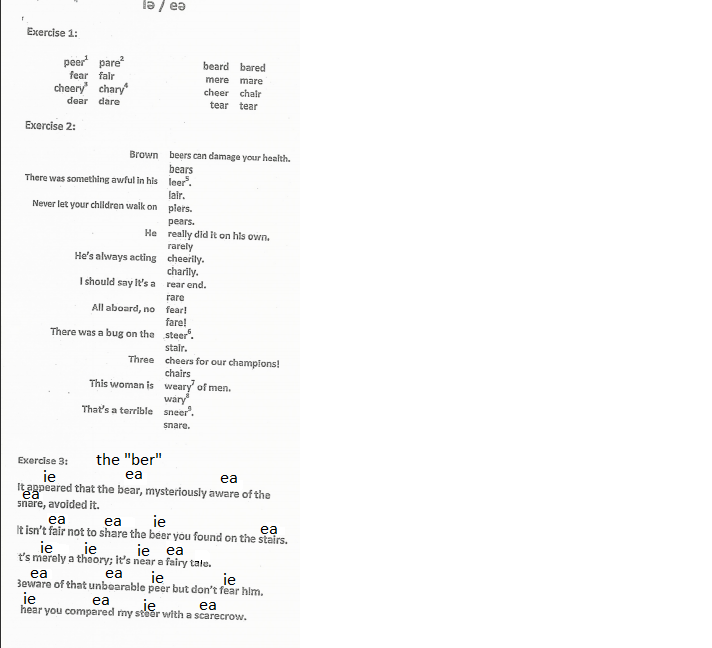 Iə / eə
Exercise 1:
peer¹ pare² beard bared
fear fair mere mare
cheery³ chary⁴ cheer chair
dear dare tear tear
Exercise 2:
Brown beers can damage your health.
bears
There was something awful in his leer⁵.
lair.
Never let your children walk on piers.
pears.
He really did it on his own.
rarely
He's always acting cheerily.
charily.
I should say it's a rear end.
rare
All aboard, no fear!
fare!
There was a bug on the steer⁶.
stair.
Three cheers for our champions!
chairs
This woman is weary⁷ of men.
wary⁸
That's a terrible sneer⁹.
snare.
Exercise 3: the "ber"
ie ea ea
It appeared that the bear, mysteriously aware of the
ea
snare, avoided it.
ea ea ie ea
It isn't fair not to share the beer you found on the stairs.
ie ie ie ea
t's merely a theory; it's near a fairy tale.
ea ea ie ie
Beware of that unbearable peer but don't fear him.
ie ea ie ea
hear you compared my steer with a scarecrow.